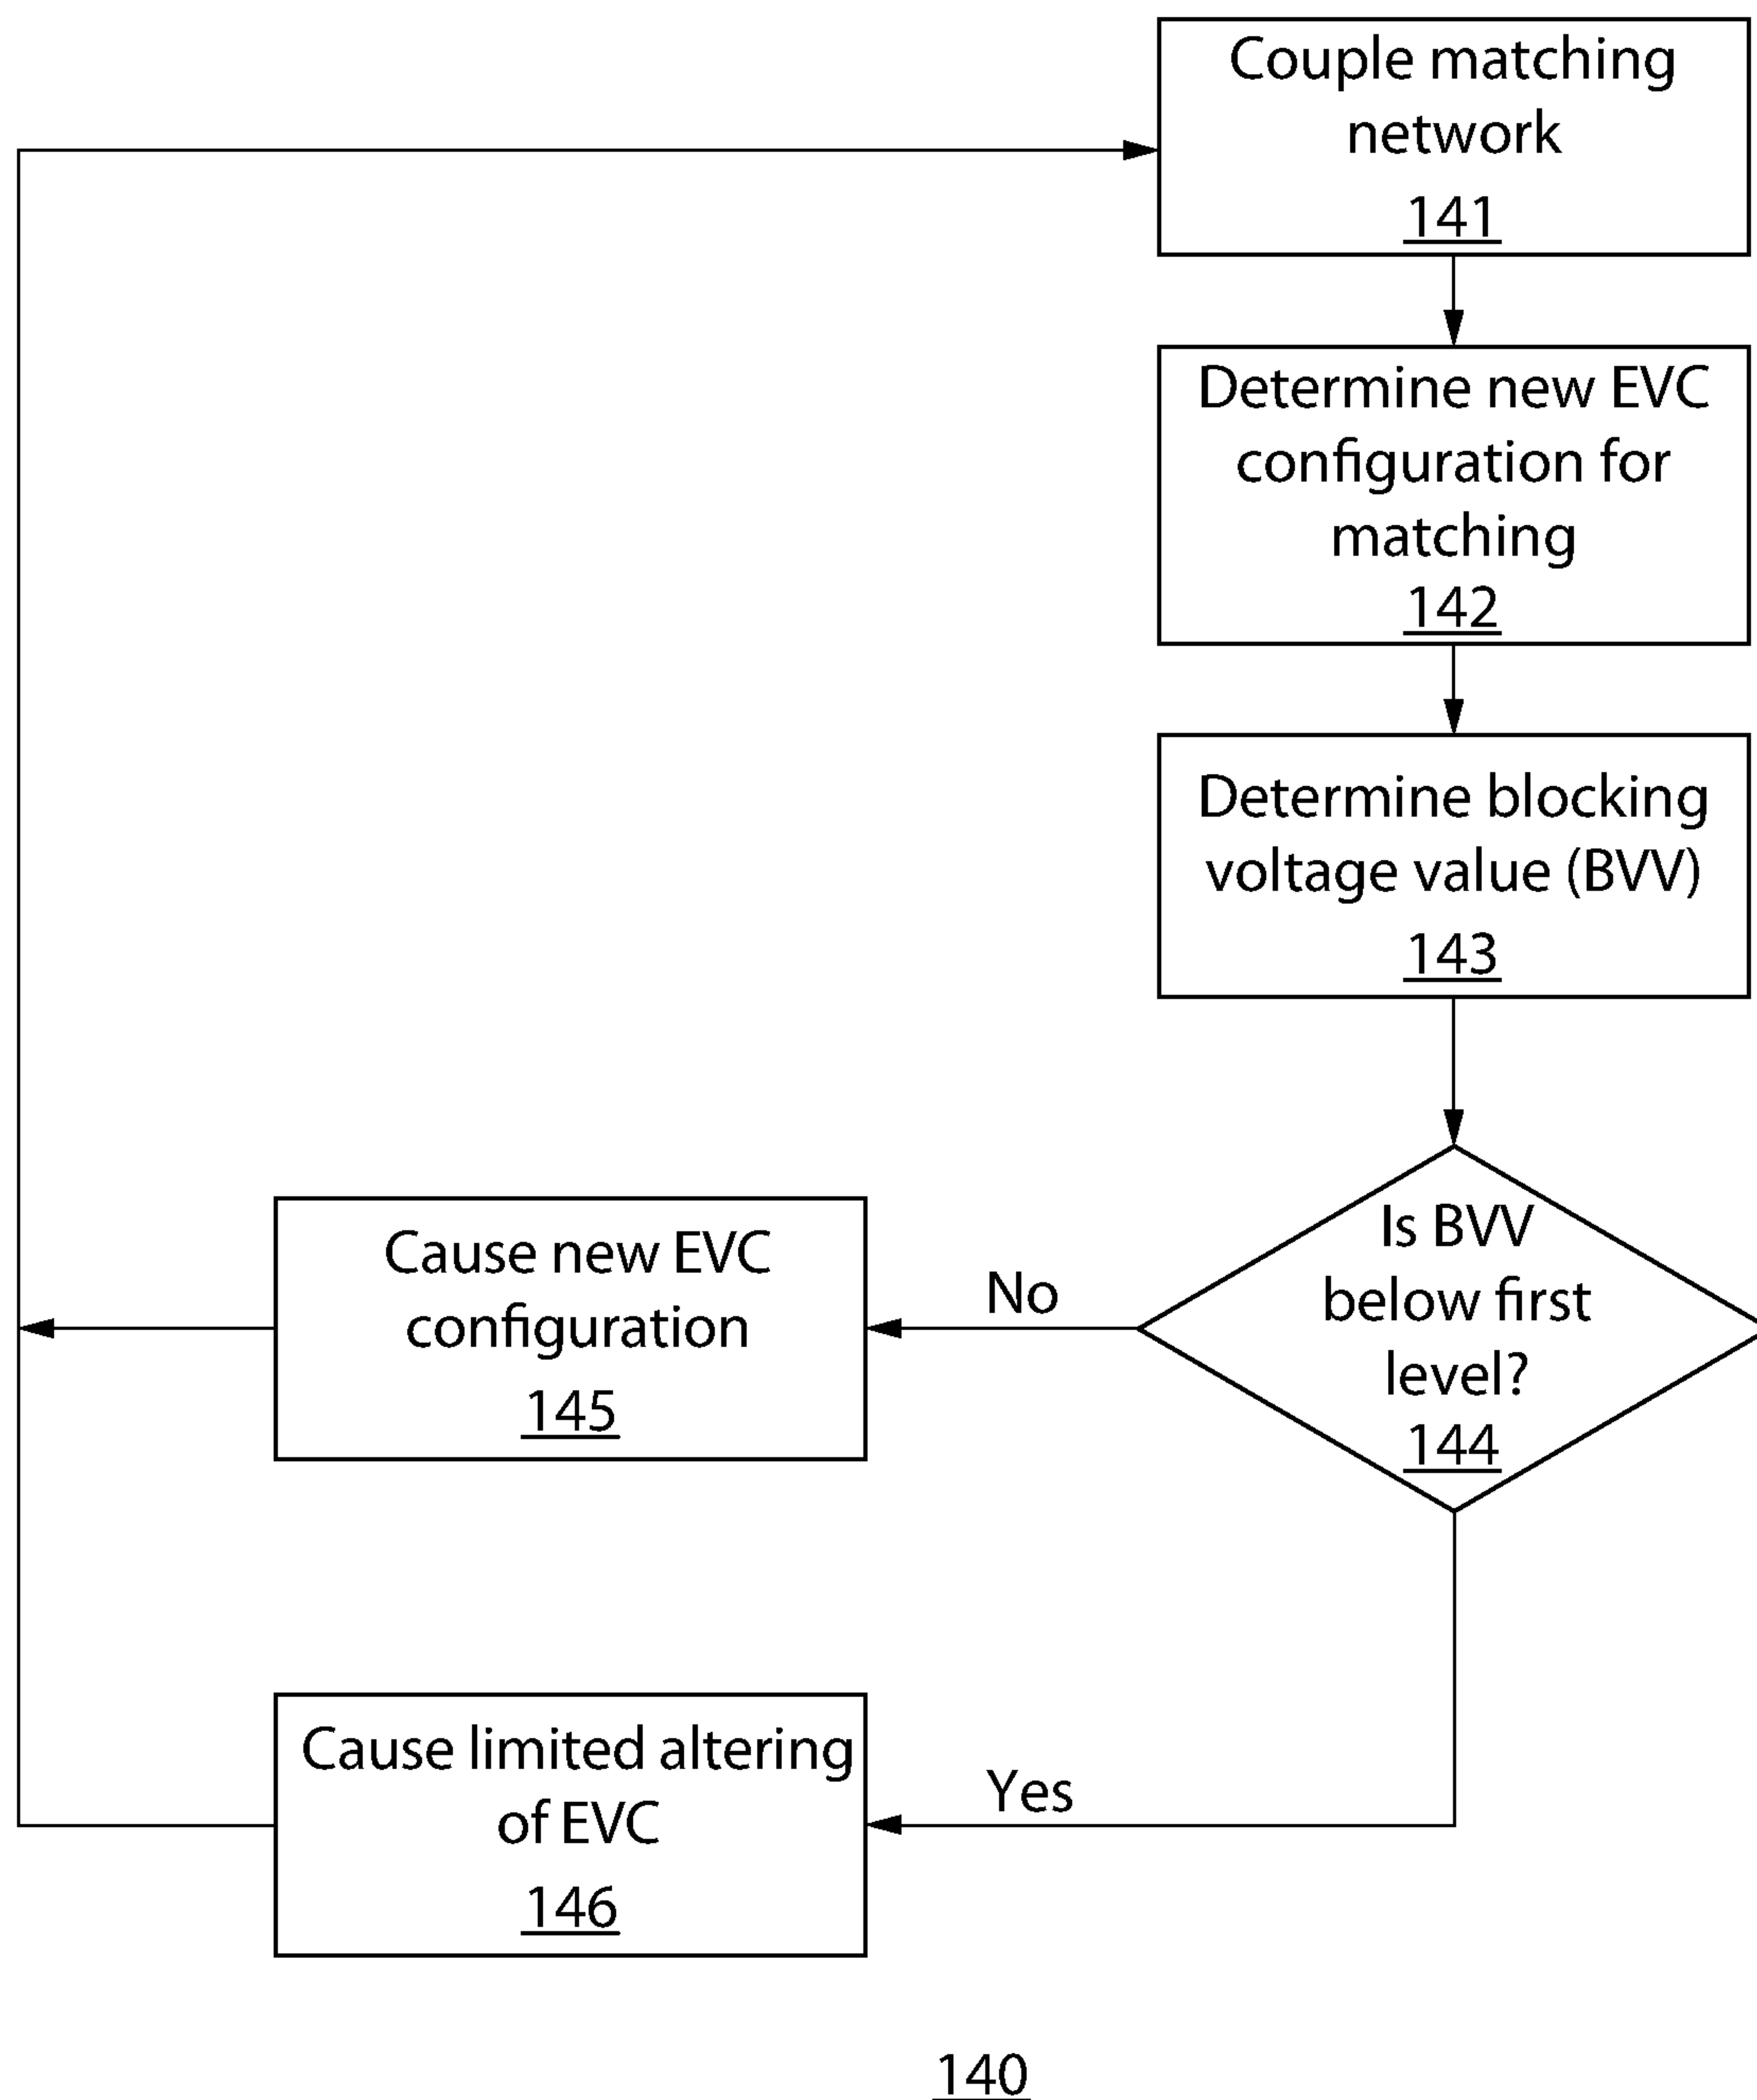 Couple matching
network
141
Determine new EVC
configuration for
matching
142
Determine blocking
voltage value (BVV)
143
Is BVV
below first
level?
144
No
Cause new EVC
configuration
145
Yes
Cause limited altering
of EVC
146
140